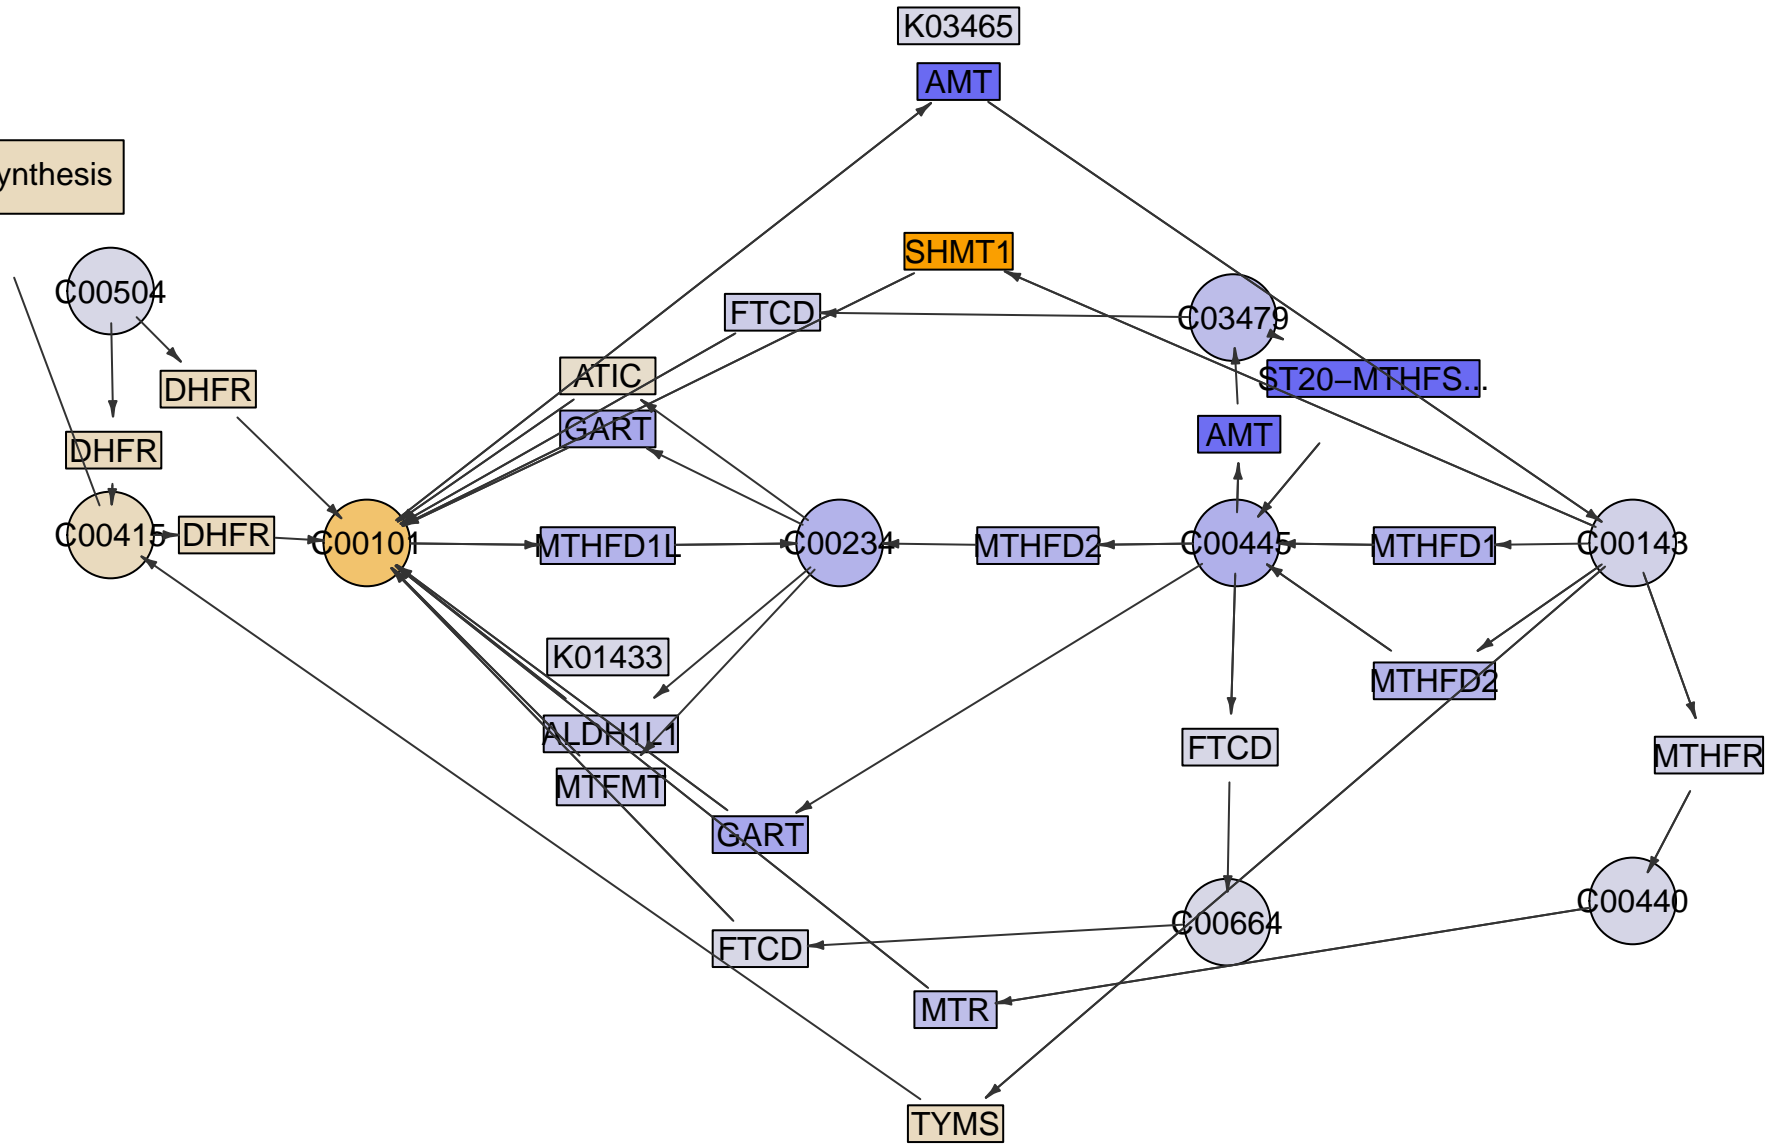 K03465
AMT
ynthesis
SHMT1
C00504
FTCD
C03479
ATIC
ST20−MTHFS...
DHFR
GART
AMT
DHFR
C00415
DHFR
C00101
MTHFD1L
C00234
MTHFD2
C00445
MTHFD1
C00143
K01433
MTHFD2
ALDH1L1
FTCD
MTHFR
MTFMT
GART
C00440
C00664
FTCD
MTR
TYMS